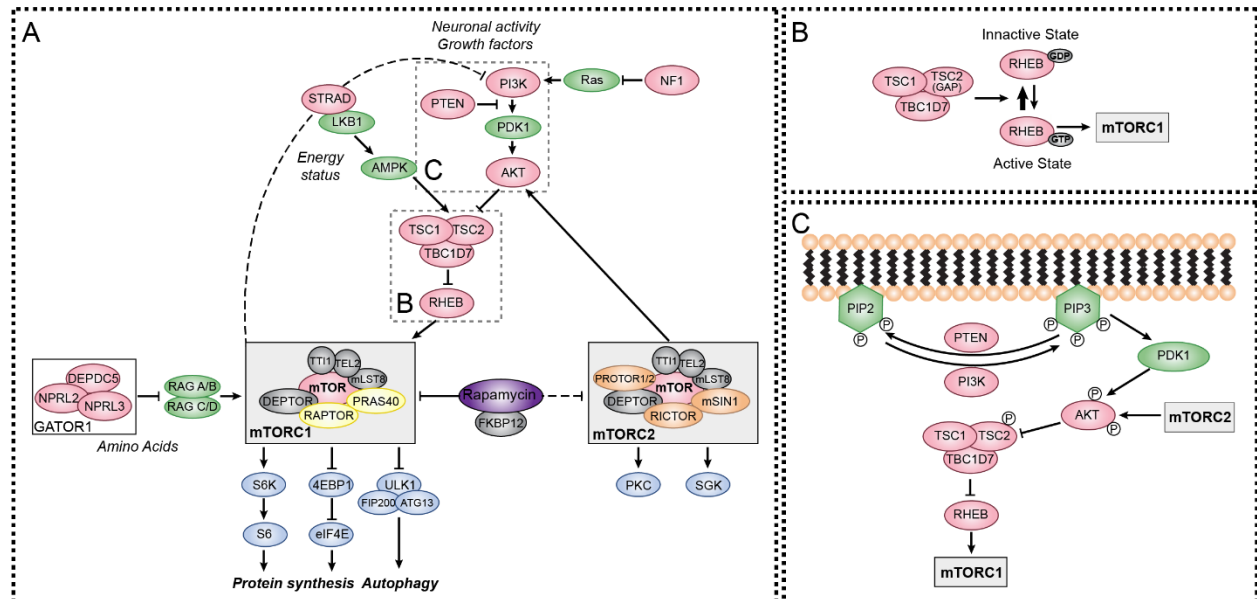 A
Neuronal activity
Growth factors
STRAD
LKB1
Energy
status
AMPK
PTEN
PI3K
Ras
NF1
PDK1
C
AKT
TSC1
TSC2
TBC1D7
B
RHEB
DEPDC5
NPRL2
NPRL3
GATOR1
RAG A/B
RAG C/D
Amino Acids
TTI1
TEL2
mLST8
mTOR
DEPTOR
PRAS40
RAPTOR
mTORC1
Rapamycin
FKBP12
TTI1
TEL2
PROTOR1/2
mTOR
mLST8
DEPTOR
mSIN1
RICTOR
mTORC2
S6K
4EBP1
ULK1
FIP200
ATG13
PKC
SGK
S6
eIF4E
Protein synthesis
Autophagy
B
Innactive State
TSC1
TSC2
(GAP)
TBC1D7
RHEB
GDP
RHEB
GTP
mTORC1
Active State
C
PIP2
P
P
PIP3
P
P
P
PTEN
PI3K
PDK1
P
AKT
P
mTORC2
TSC1
TSC2
P
TBC1D7
RHEB
mTORC1